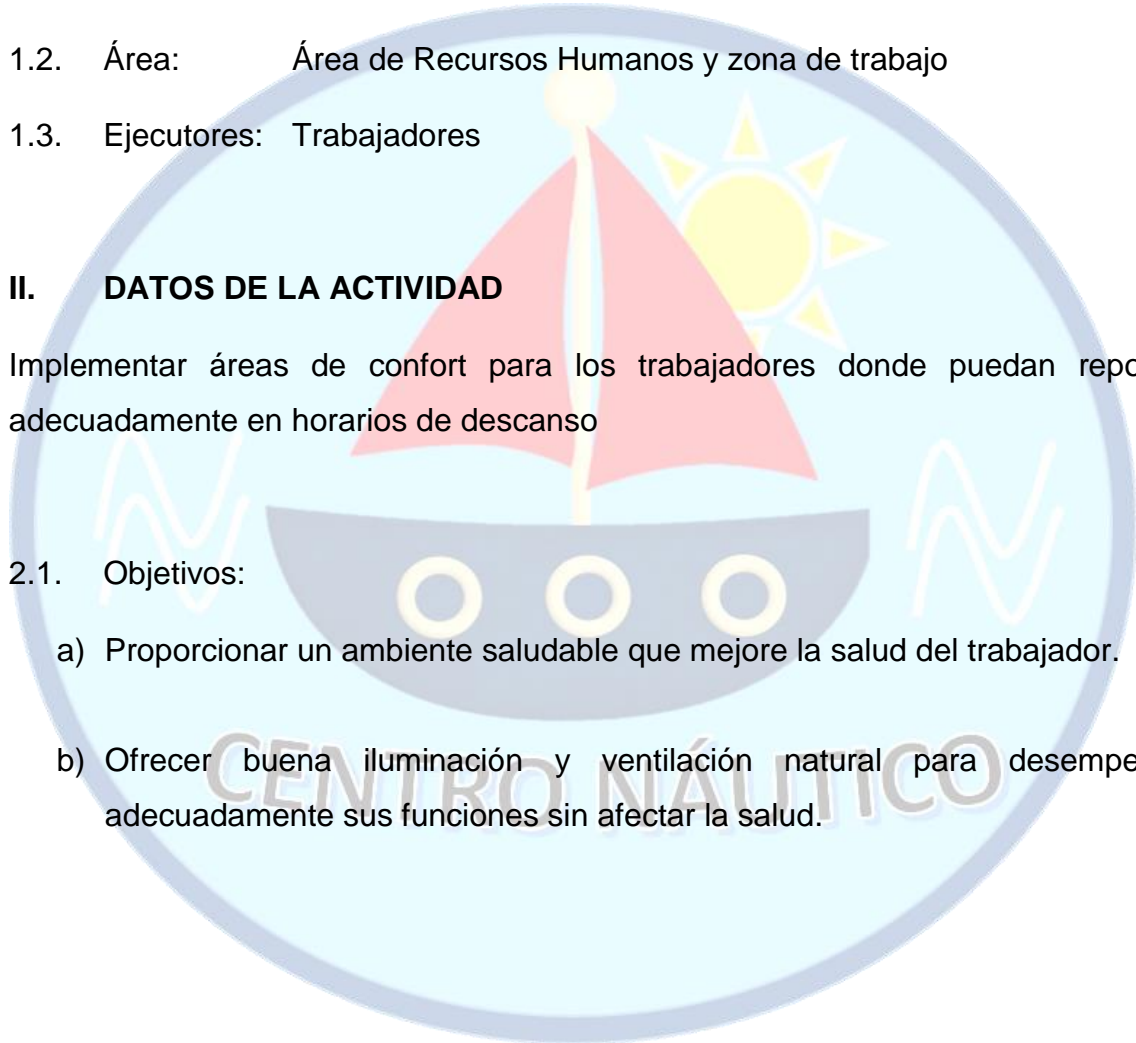 1.2. Área: Área de Recursos Humanos y zona de trabajo
1.3. Ejecutores: Trabajadores
II. DATOS DE LA ACTIVIDAD
Implementar áreas de confort para los trabajadores donde puedan repo
adecuadamente en horarios de descanso
2.1. Objetivos:
a) Proporcionar un ambiente saludable que mejore la salud del trabajador.
b) Ofrecer buena iluminación y ventilación natural para desempe
adecuadamente sus funciones sin afectar la salud.
CENTRO NÁUTICO